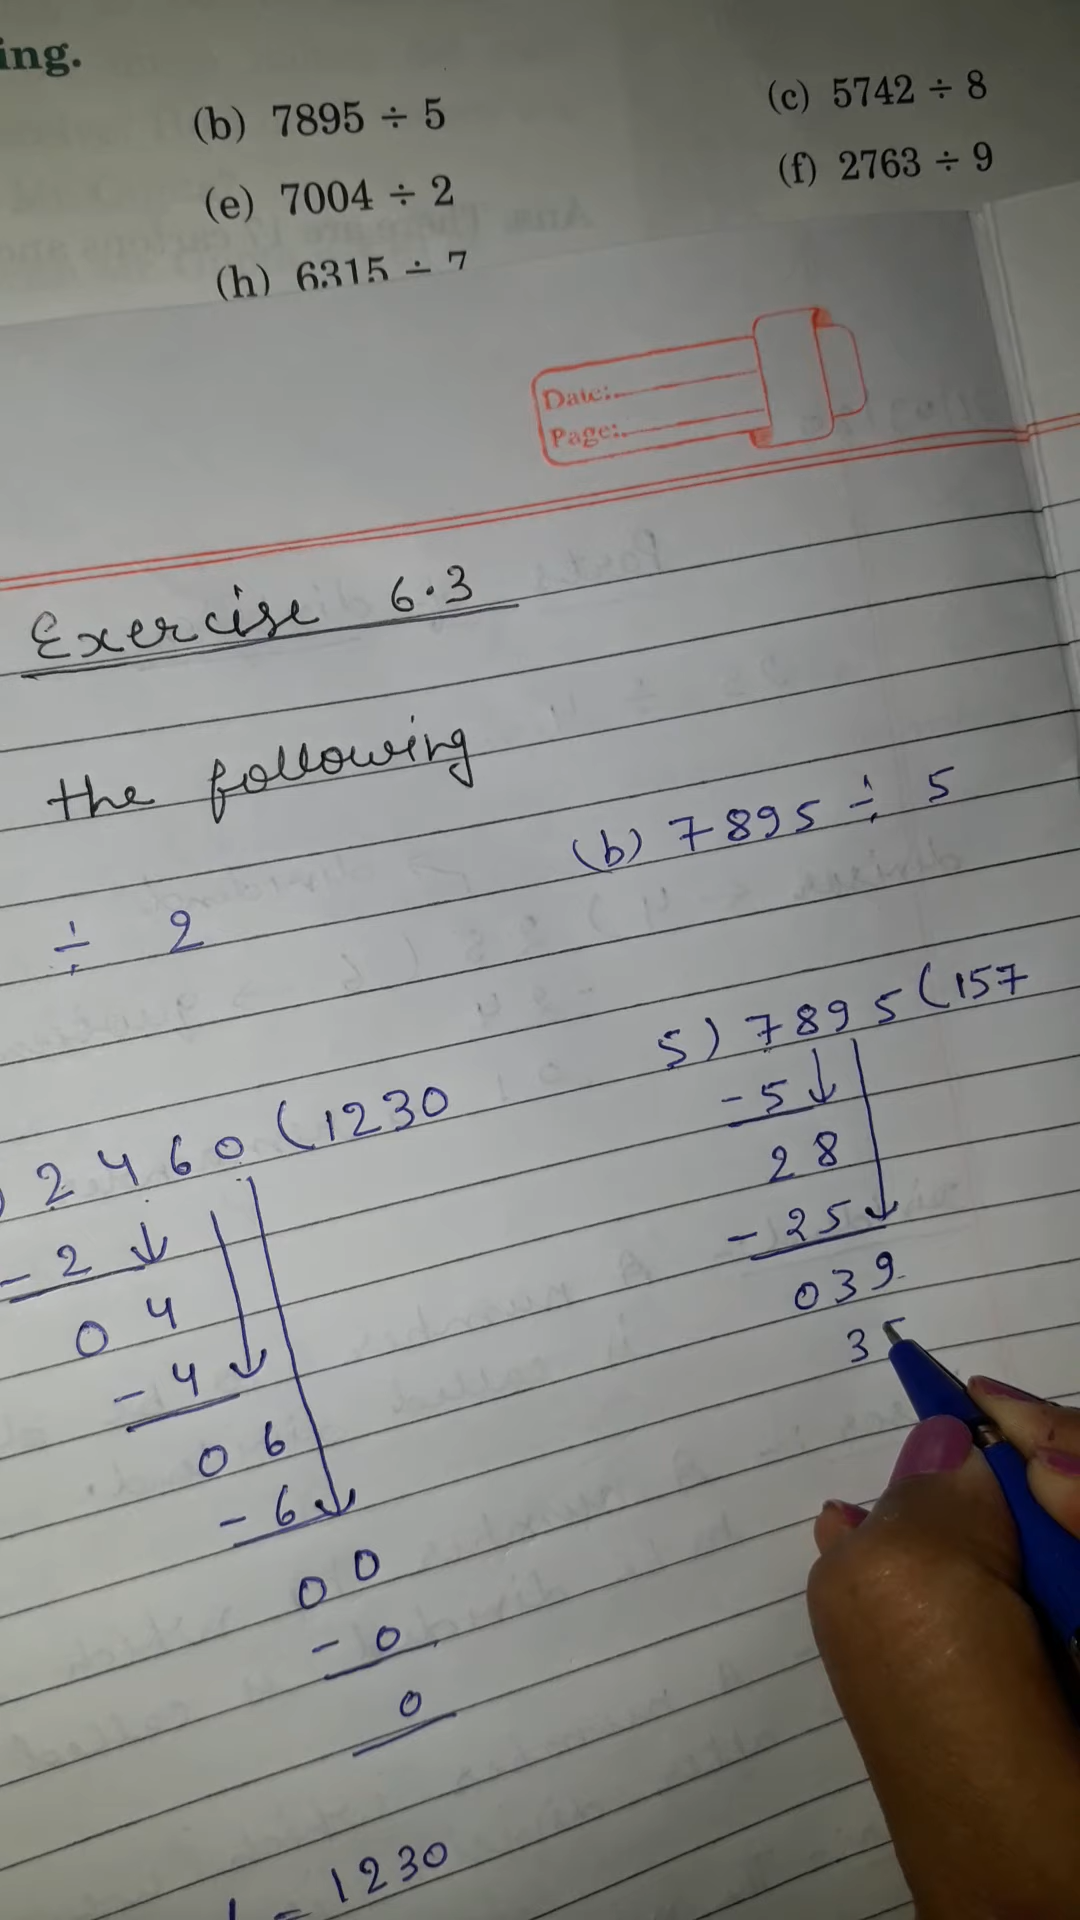 ing.
(b) 7895 ÷ 5
(c) 5742 ÷ 8
(e) 7004 ÷ 2
(f) 2763 ÷ 9
(h) 6315 ÷ 7
Date:
Page:
Exercise 6.3
the following
÷ 2
(b) 7895 ÷ 5
2460(1230
- 2
04
- 4
06
- 6
00
- 0
0
= 1230
5)7895(157
- 5
28
- 25
039
35